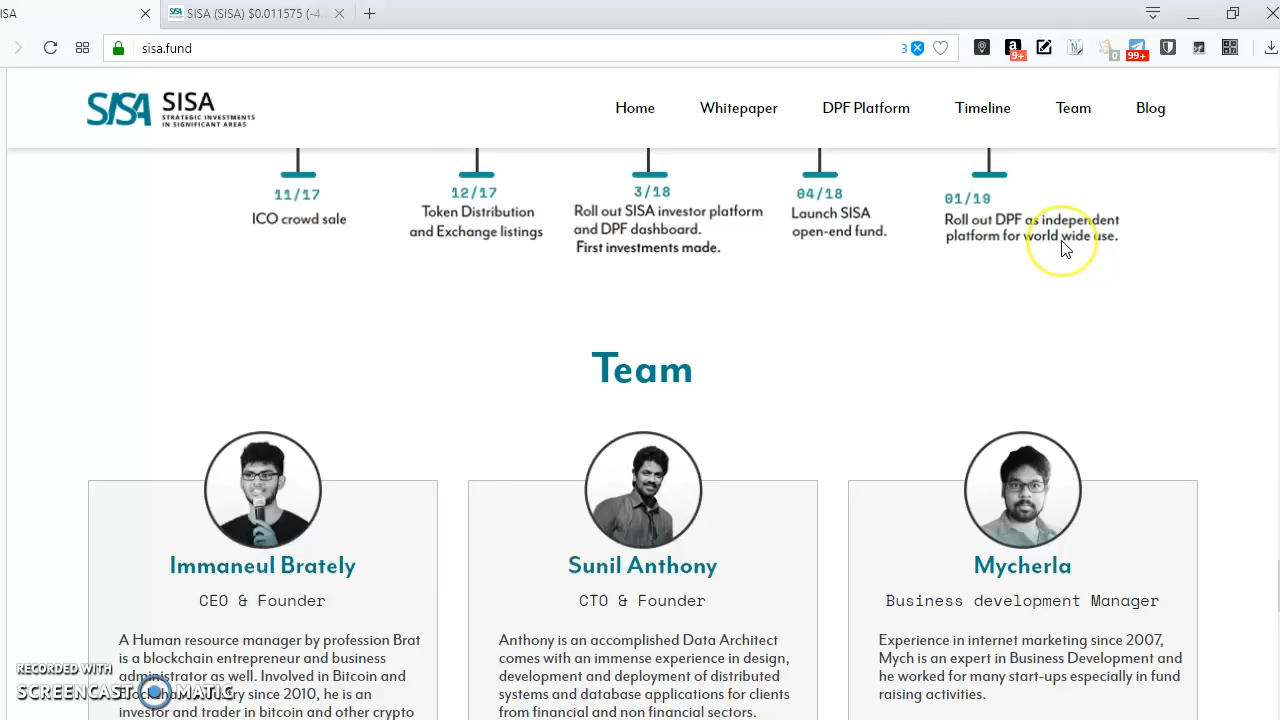 ISA
SISA (SISA) $0.011575 (-4.
sisa.fund
3
9+
0
99+
SISA
SISA
STRATEGIC INVESTMENTS
IN SIGNIFICANT AREAS
Home Whitepaper DPF Platform Timeline Team Blog
11/17
ICO crowd sale
12/17
Token Distribution
and Exchange listings
3/18
Roll out SISA investor platform
and DPF dashboard.
First investments made.
04/18
Launch SISA
open-end fund.
01/19
Roll out DPF as independent
platform for world wide use.
Team
Immaneul Brately
CEO & Founder
A Human resource manager by profession Brat
is a blockchain entrepreneur and business
administrator as well. Involved in Bitcoin and
since 2010, he is an
investor and trader in bitcoin and other crypto
Sunil Anthony
CTO & Founder
Anthony is an accomplished Data Architect
comes with an immense experience in design,
development and deployment of distributed
systems and database applications for clients
from financial and non financial sectors.
Mycherla
Business development Manager
Experience in internet marketing since 2007,
Mych is an expert in Business Development and
he worked for many start-ups especially in fund
raising activities.
RECORDED WITH
SCREENCAST MATIC